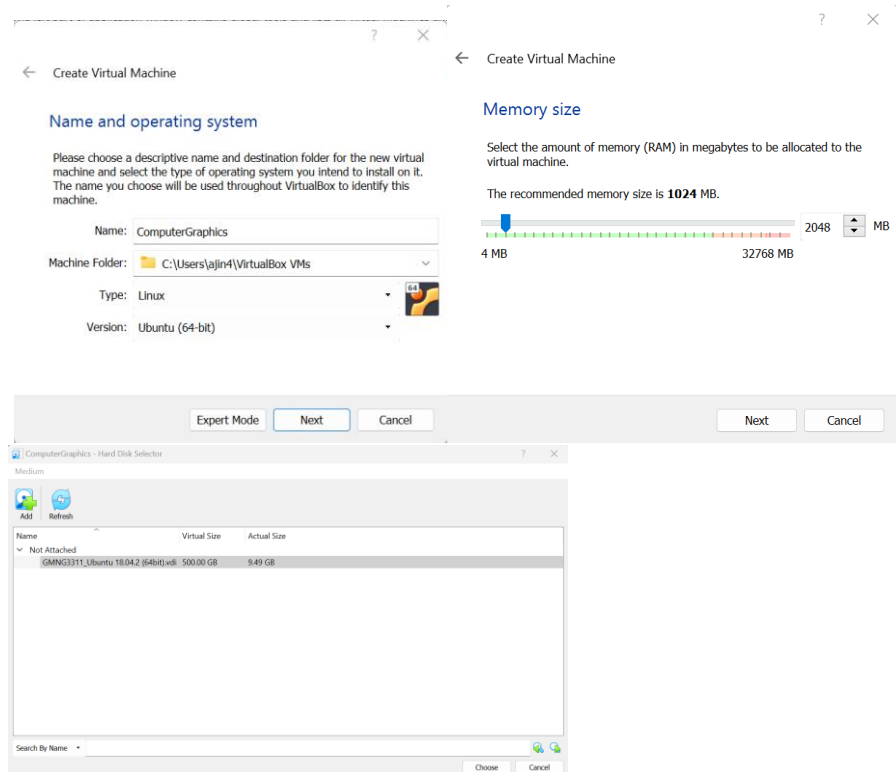 ?
Create Virtual Machine
Name and operating system
Please choose a descriptive name and destination folder for the new virtual
machine and select the type of operating system you intend to install on it.
The name you choose will be used throughout VirtualBox to identify this
machine.
Name: ComputerGraphics
Machine Folder: C:\Users\ajin4\VirtualBox VMs
Type: Linux
64
Version: Ubuntu (64-bit)
Expert Mode Next Cancel
?
Create Virtual Machine
Memory size
Select the amount of memory (RAM) in megabytes to be allocated to the
virtual machine.
The recommended memory size is 1024 MB.
2048 MB
4 MB 32768 MB
Next Cancel
ComputerGraphics - Hard Disk Selector ?
Medium
Add Refresh
Name Virtual Size Actual Size
Not Attached
GMNG3311_Ubuntu 18.04.2 (64bit).vdi 500.00 GB 9.49 GB
Search By Name
Choose Cancel